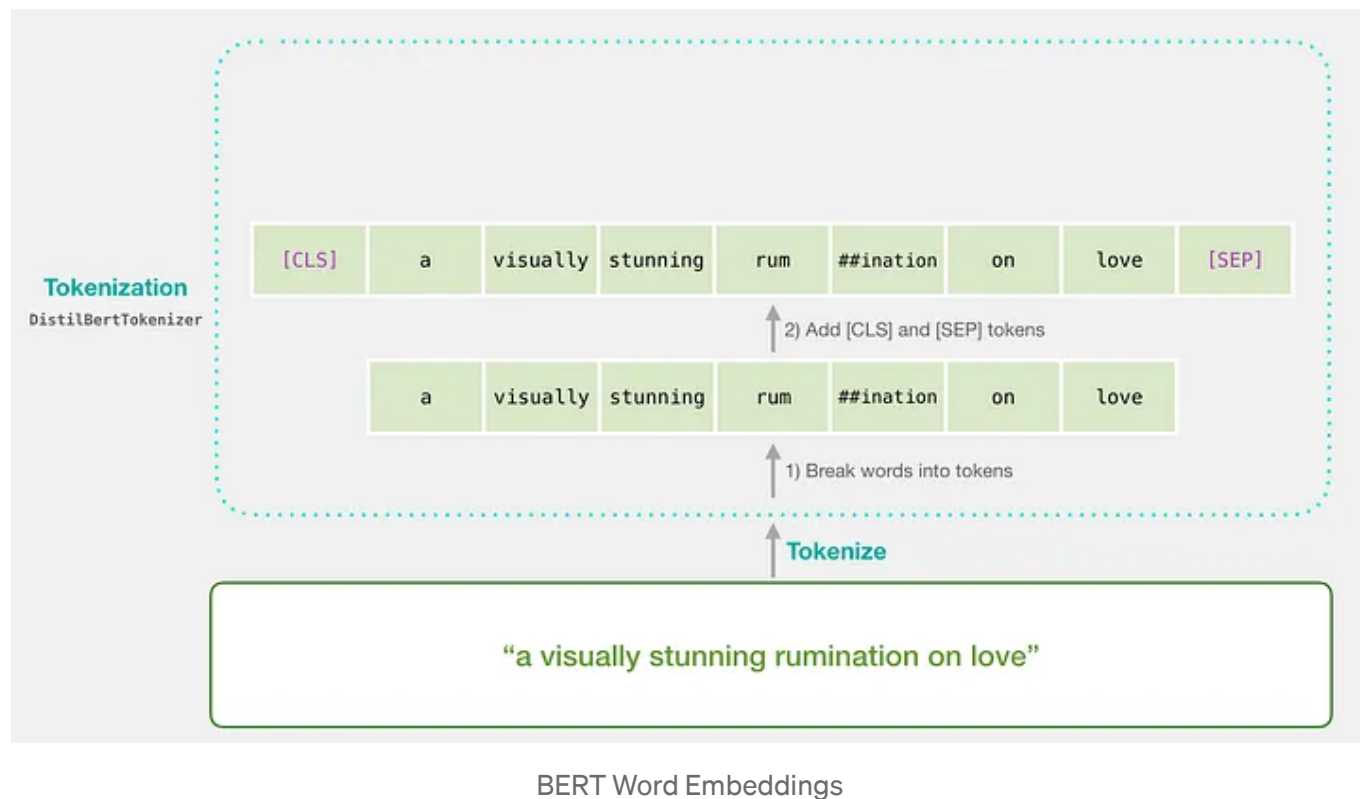 [CLS] a visually stunning rum ##ination on love [SEP]
Tokenization
DistilBertTokenizer
2) Add [CLS] and [SEP] tokens
a visually stunning rum ##ination on love
1) Break words into tokens
Tokenize
“a visually stunning rumination on love”
BERT Word Embeddings